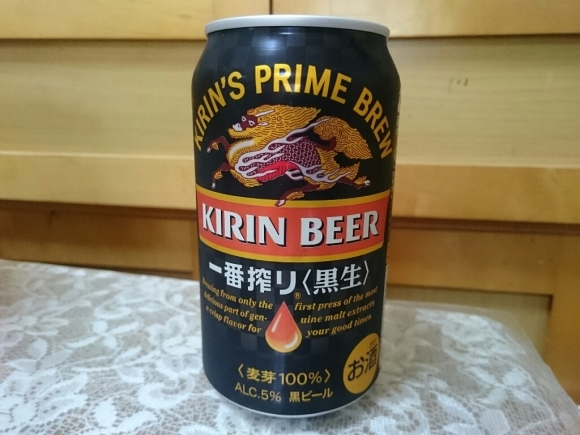 KIRIN'S PRIME BREW
KIRIN BEER
一番搾り〈黒生〉
®
Brewing from only the first press of the most
delicious part of genuine malt extracts
a crisp flavor for your good times.
お酒
〈麦芽100%〉
ALC.5% 黒ビール